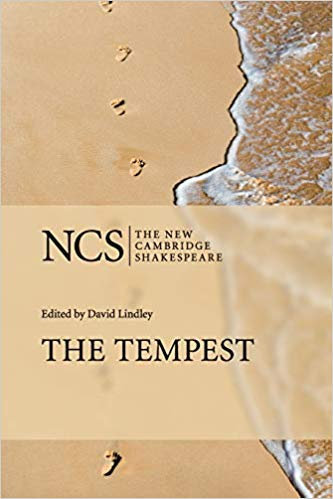 NCS
THE NEW
CAMBRIDGE
SHAKESPEARE
Edited by David Lindley
THE TEMPEST